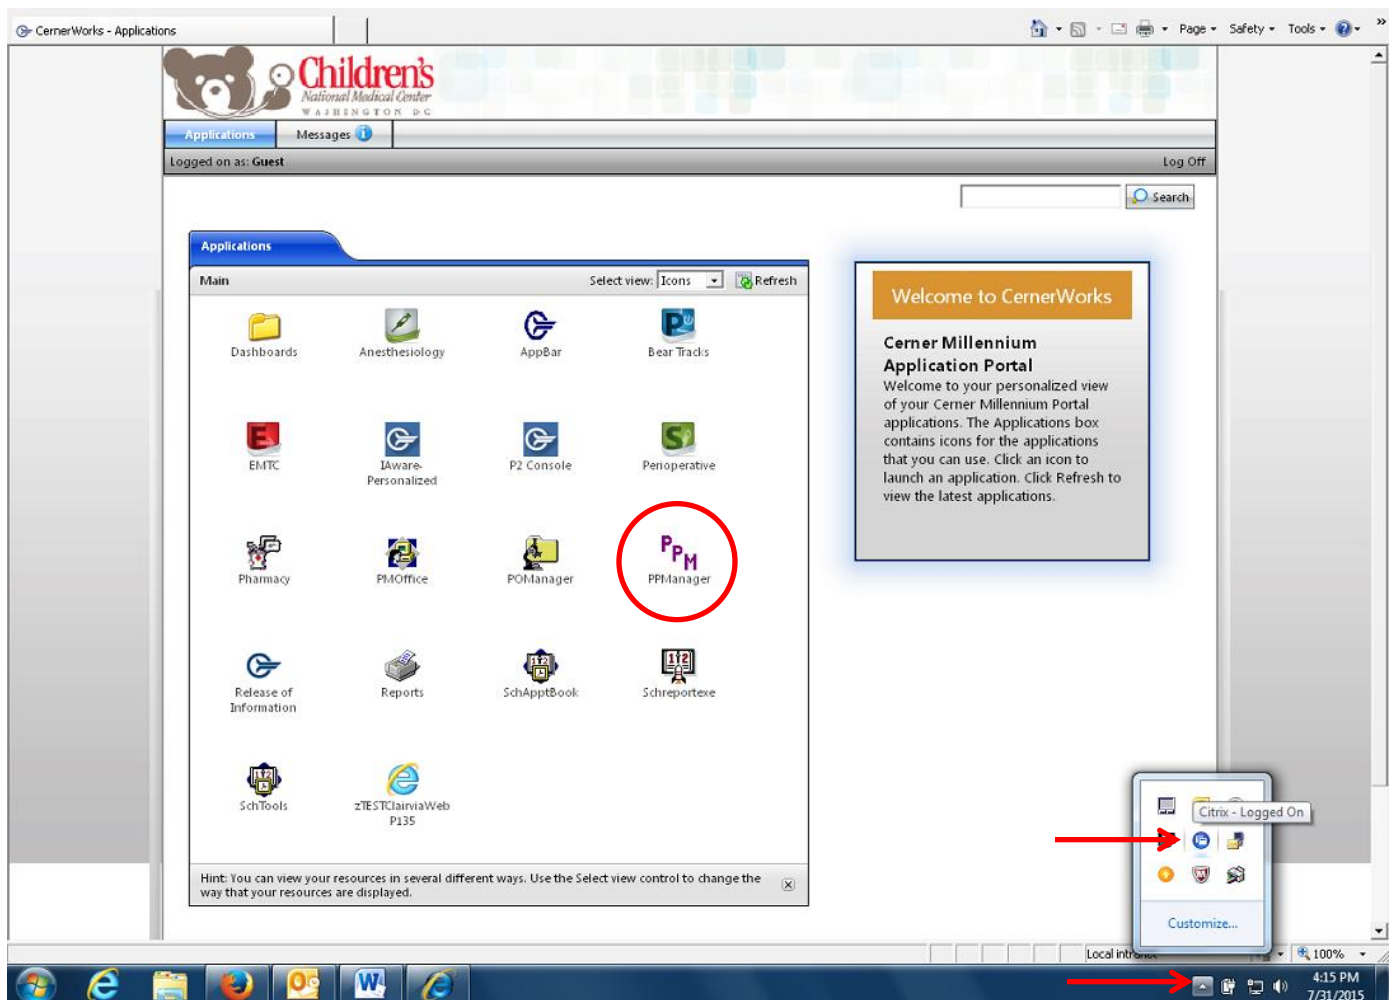 CernerWorks - Applications
Page
Safety
Tools
Children's
National Medical Center
WASHINGTON DC
Applications
Messages
Logged on as: Guest
Log Off
Search
Applications
Main
Select view: Icons
Refresh
Dashboards
Anesthesiology
AppBar
Bear Tracks
EMTC
IAware-
Personalized
P2 Console
Perioperative
Pharmacy
PMOffice
POManager
PPM
PPManager
Release of
Information
Reports
SchApptBook
Schreportexe
SchTools
zTESTClairviaWeb
P135
Hint: You can view your resources in several different ways. Use the Select view control to change the
way that your resources are displayed.
Welcome to CernerWorks
Cerner Millennium
Application Portal
Welcome to your personalized view
of your Cerner Millennium Portal
applications. The Applications box
contains icons for the applications
that you can use. Click an icon to
launch an application. Click Refresh to
view the latest applications.
Citrix - Logged On
Customize...
Local intranet
100%
4:15 PM
7/31/2015